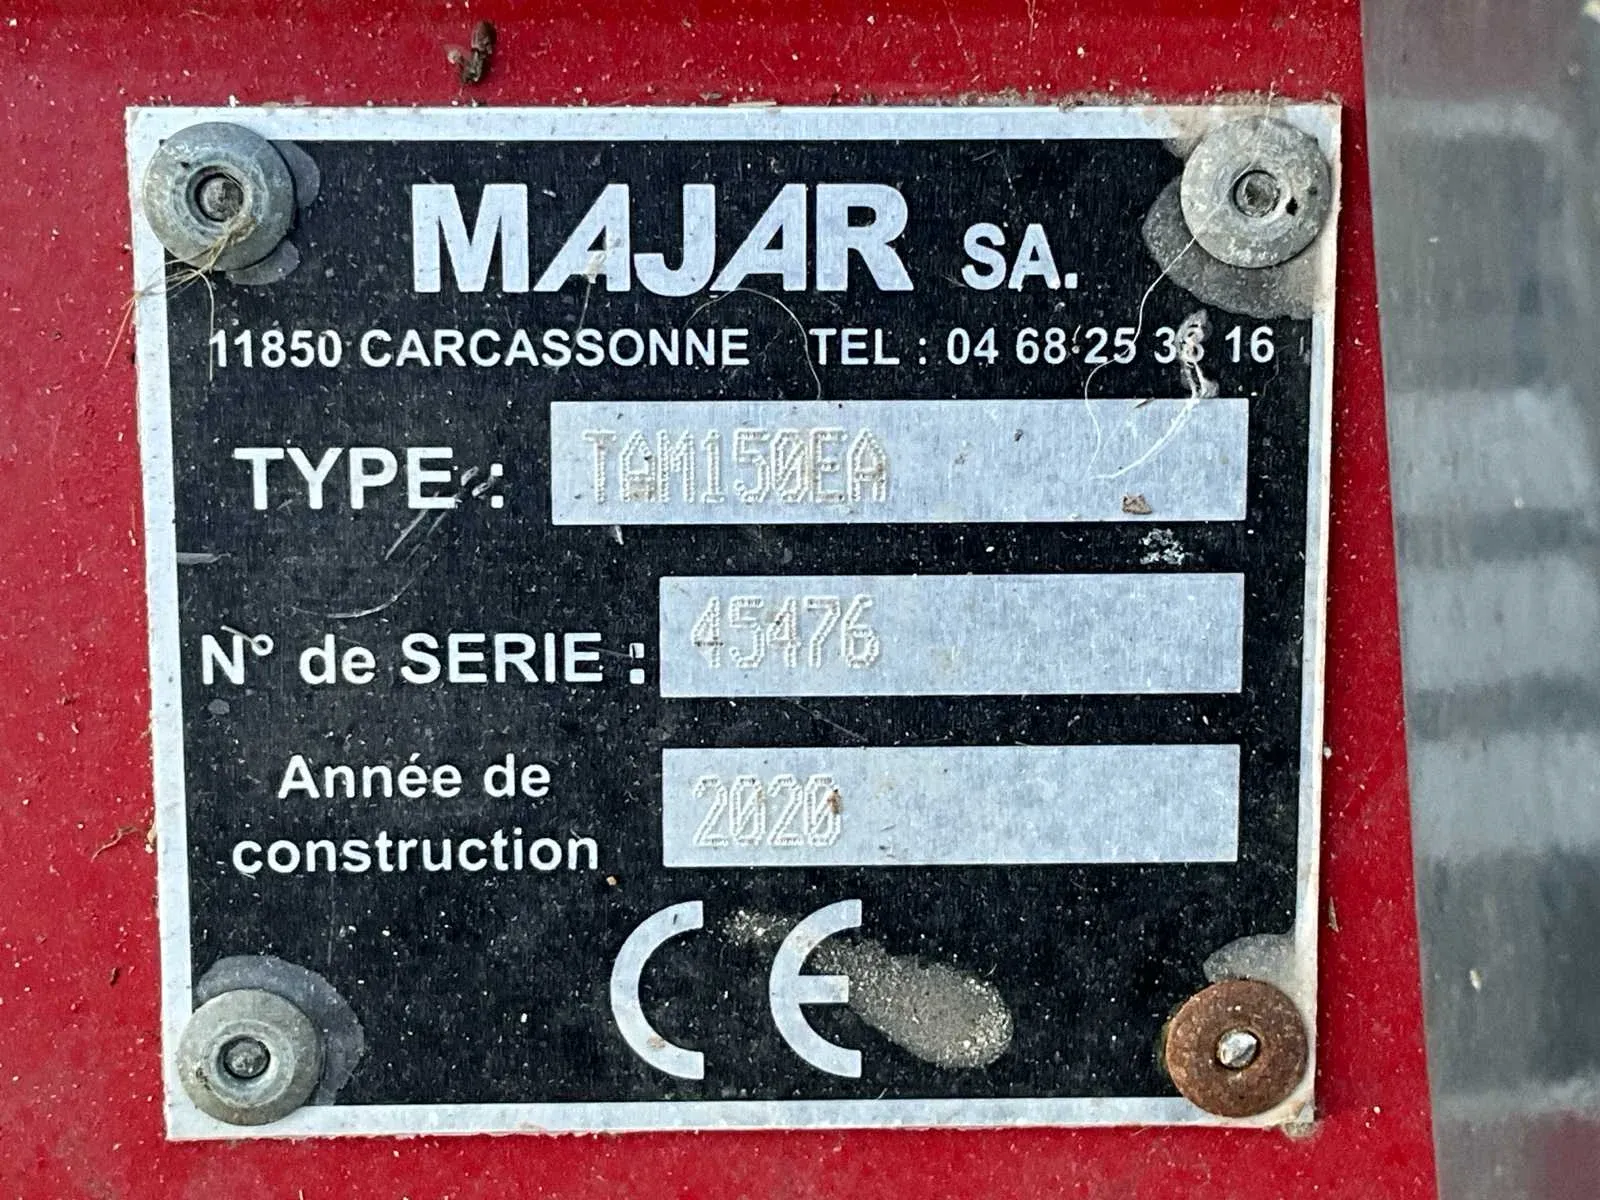 MAJAR SA.
11850 CARCASSONNE TEL : 04 68 25 38 16
TYPE : TAM150EA
N° de SERIE : 45476
Année de
construction 2020
CE